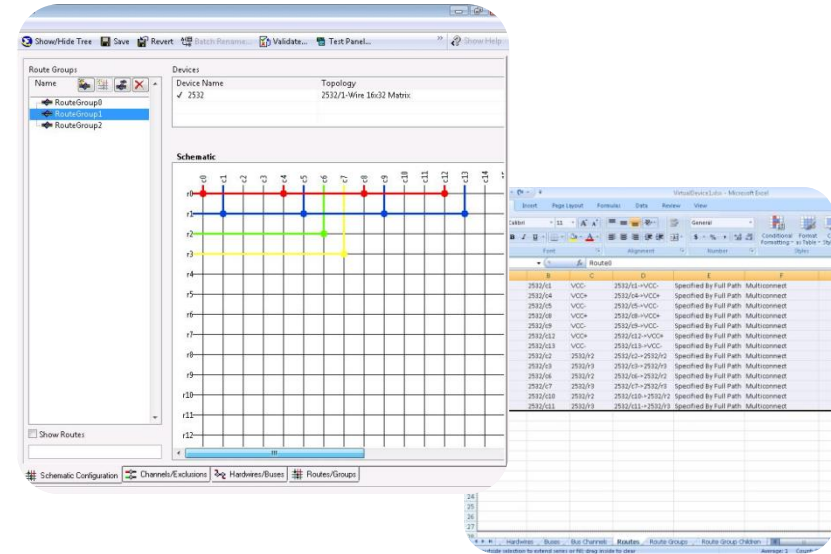 Show/Hide Tree Save Revert Batch Rename... Validate... Test Panel... » Show Help
Route Groups
Name
RouteGroup0
RouteGroup1
RouteGroup2
Show Routes
Devices
Device Name Topology
✓ 2532 2532/1-Wire 16x32 Matrix
Schematic
c0 c1 c2 c3 c4 c5 c6 c7 c8 c9 c10 c11 c12 c13 c14
r0
r1
r2
r3
r4
r5
r6
r7
r8
r9
r10
r11
r12
Schematic Configuration Channels/Exclusions Hardwires/Buses Routes/Groups
VirtualDevice1.xlsx - Microsoft Excel
Insert Page Layout Formulas Data Review View
Calibri 11 General
Conditional Formatting Format as Table
Font Alignment Number Styles
Route0
B C D E F
2532/c1 VCC- 2532/c1->VCC- Specified By Full Path Multiconnect
2532/c4 VCC+ 2532/c4->VCC+ Specified By Full Path Multiconnect
2532/c5 VCC- 2532/c5->VCC- Specified By Full Path Multiconnect
2532/c8 VCC+ 2532/c8->VCC+ Specified By Full Path Multiconnect
2532/c9 VCC- 2532/c9->VCC- Specified By Full Path Multiconnect
2532/c12 VCC+ 2532/c12->VCC+ Specified By Full Path Multiconnect
2532/c13 VCC- 2532/c13->VCC- Specified By Full Path Multiconnect
2532/c2 2532/r2 2532/c2->2532/r2 Specified By Full Path Multiconnect
2532/c3 2532/r3 2532/c3->2532/r3 Specified By Full Path Multiconnect
2532/c6 2532/r2 2532/c6->2532/r2 Specified By Full Path Multiconnect
2532/c7 2532/r3 2532/c7->2532/r3 Specified By Full Path Multiconnect
2532/c10 2532/r2 2532/c10->2532/r2 Specified By Full Path Multiconnect
2532/c11 2532/r3 2532/c11->2532/r3 Specified By Full Path Multiconnect
24
25
26
27
Hardwires Buses Bus Channels Routes Route Groups Route Group Children
outside selection to extend series or fill; drag inside to clear Average: 1